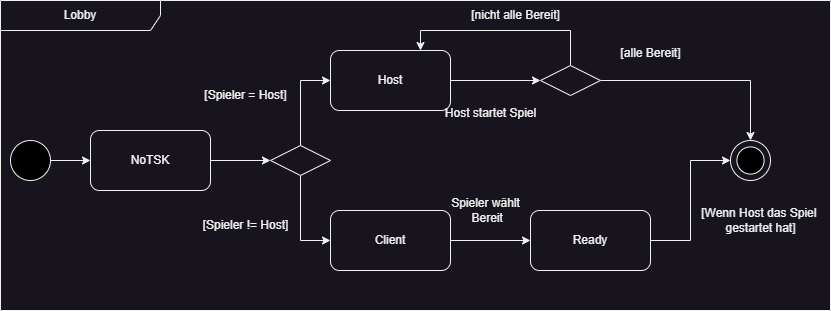 Lobby
[nicht alle Bereit]
[alle Bereit]
Host
[Spieler = Host]
Host startet Spiel
NoTSK
Spieler wählt
Bereit
[Spieler != Host]
[Wenn Host das Spiel
gestartet hat]
Client
Ready